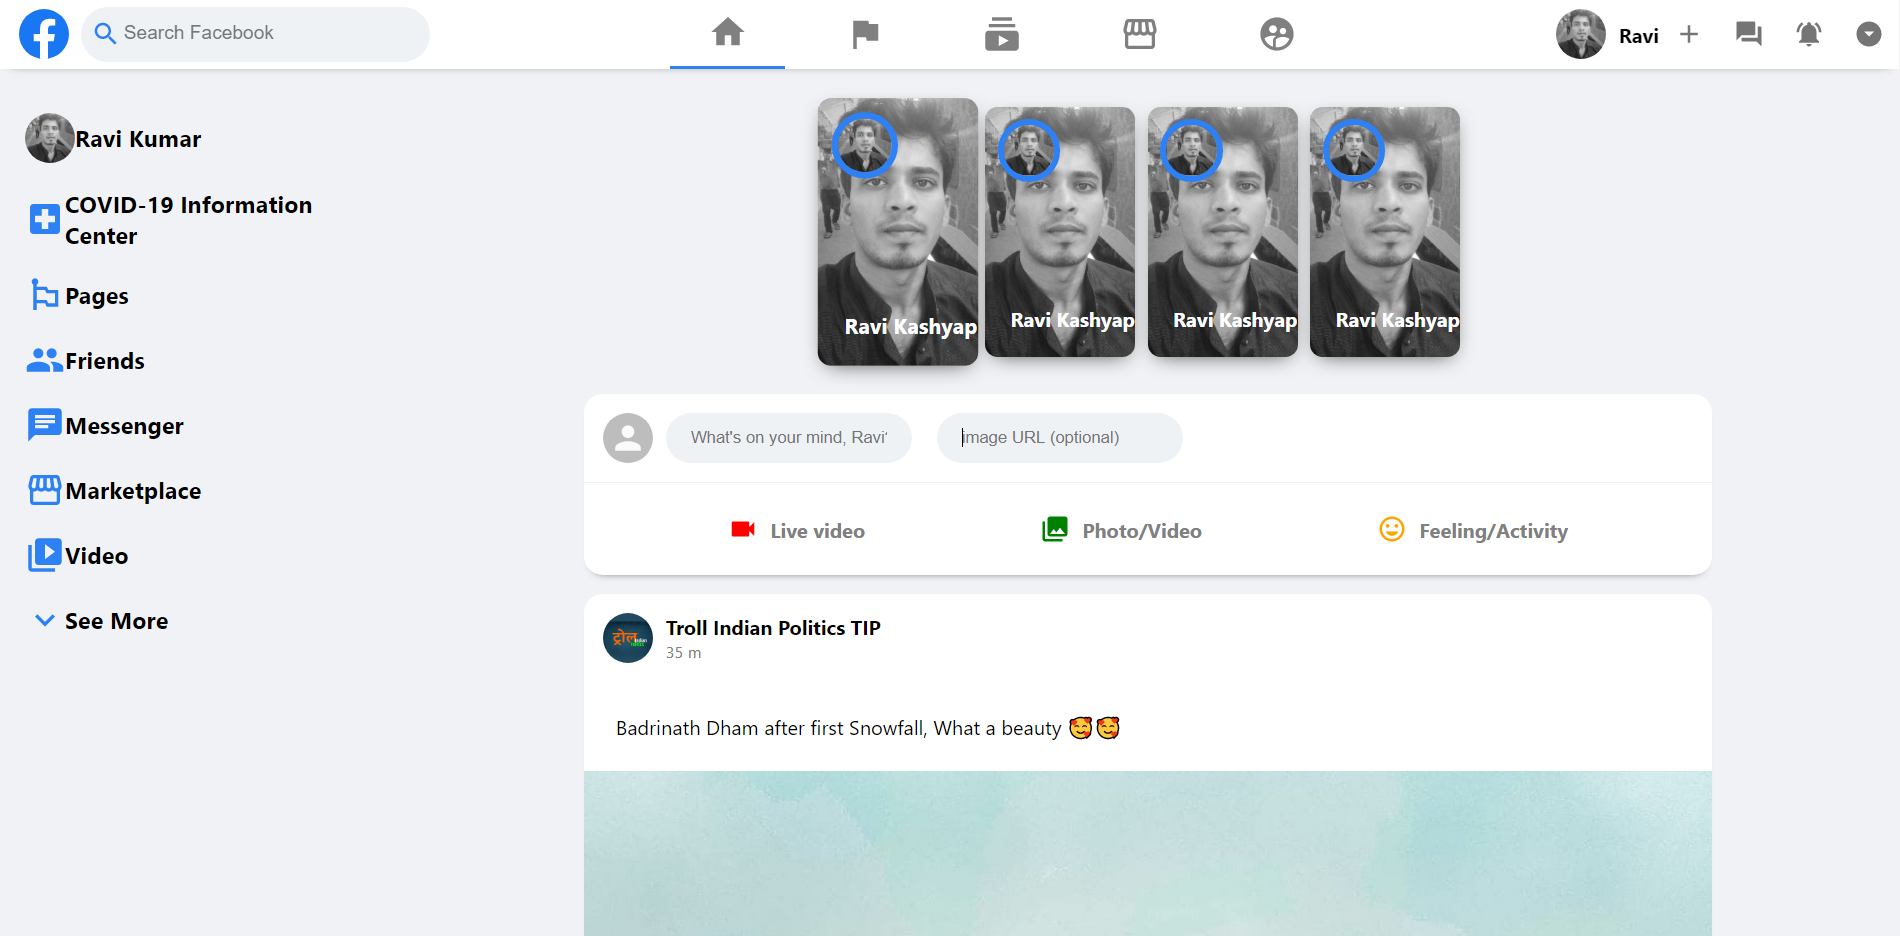 Search Facebook
Ravi
Ravi Kumar
COVID-19 Information
Center
Pages
Friends
Messenger
Marketplace
Video
See More
Ravi Kashyap
Ravi Kashyap
Ravi Kashyap
Ravi Kashyap
What's on your mind, Ravi?
image URL (optional)
Live video
Photo/Video
Feeling/Activity
ट्रोल
Troll Indian Politics TIP
35 m
Badrinath Dham after first Snowfall, What a beauty 🥰🥰